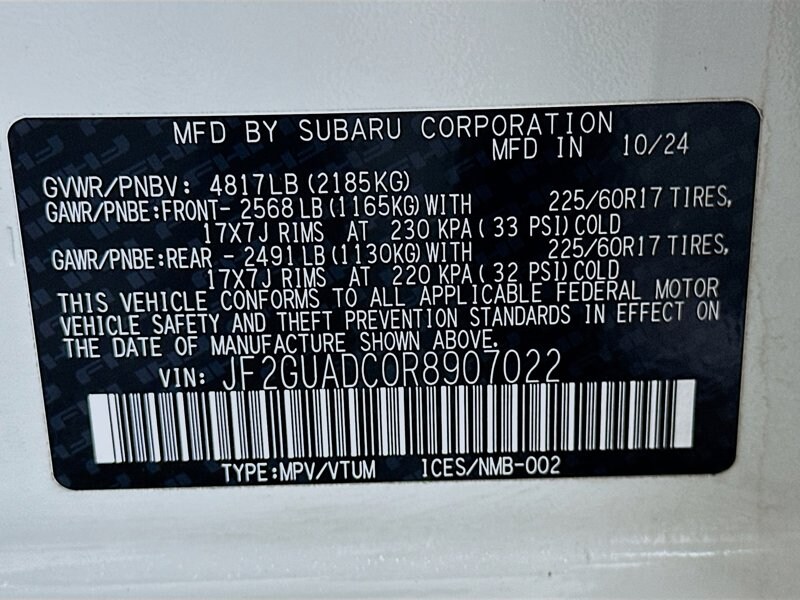 MFD BY SUBARU CORPORATION
MFD IN 10/24
GVWR/PNBV: 4817LB (2185KG)
GAWR/PNBE:FRONT- 2568LB (1165KG) WITH 225/60R17 TIRES,
17X7J RIMS AT 230 KPA ( 33 PSI) COLD
GAWR/PNBE:REAR - 2491LB (1130KG) WITH 225/60R17 TIRES,
17X7J RIMS AT 220 KPA ( 32 PSI) COLD
THIS VEHICLE CONFORMS TO ALL APPLICABLE FEDERAL MOTOR
VEHICLE SAFETY AND THEFT PREVENTION STANDARDS IN EFFECT ON
THE DATE OF MANUFACTURE SHOWN ABOVE.
VIN: JF2GUADC0R8907022
TYPE:MPV/VTUM ICES/NMB-002